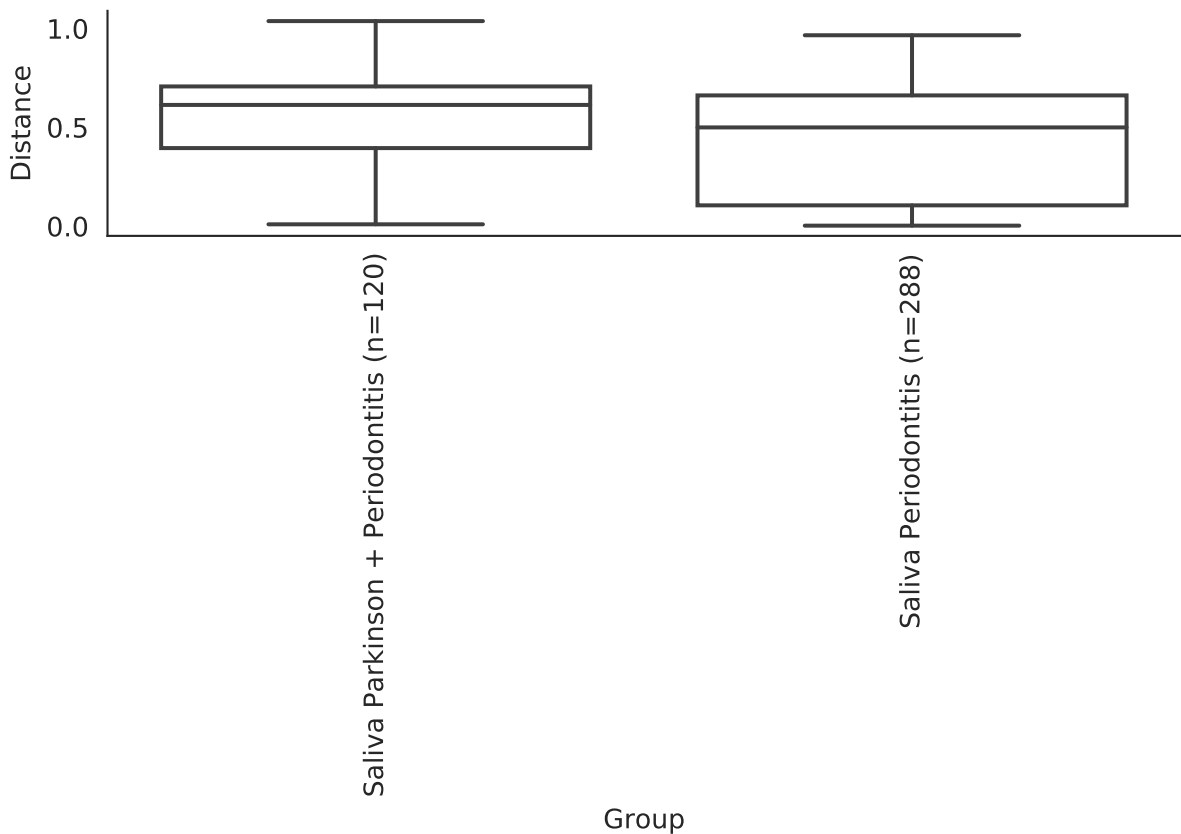 1.0
0.5
0.0
Distance
Saliva Parkinson + Periodontitis (n=120)
Saliva Periodontitis (n=288)
Group